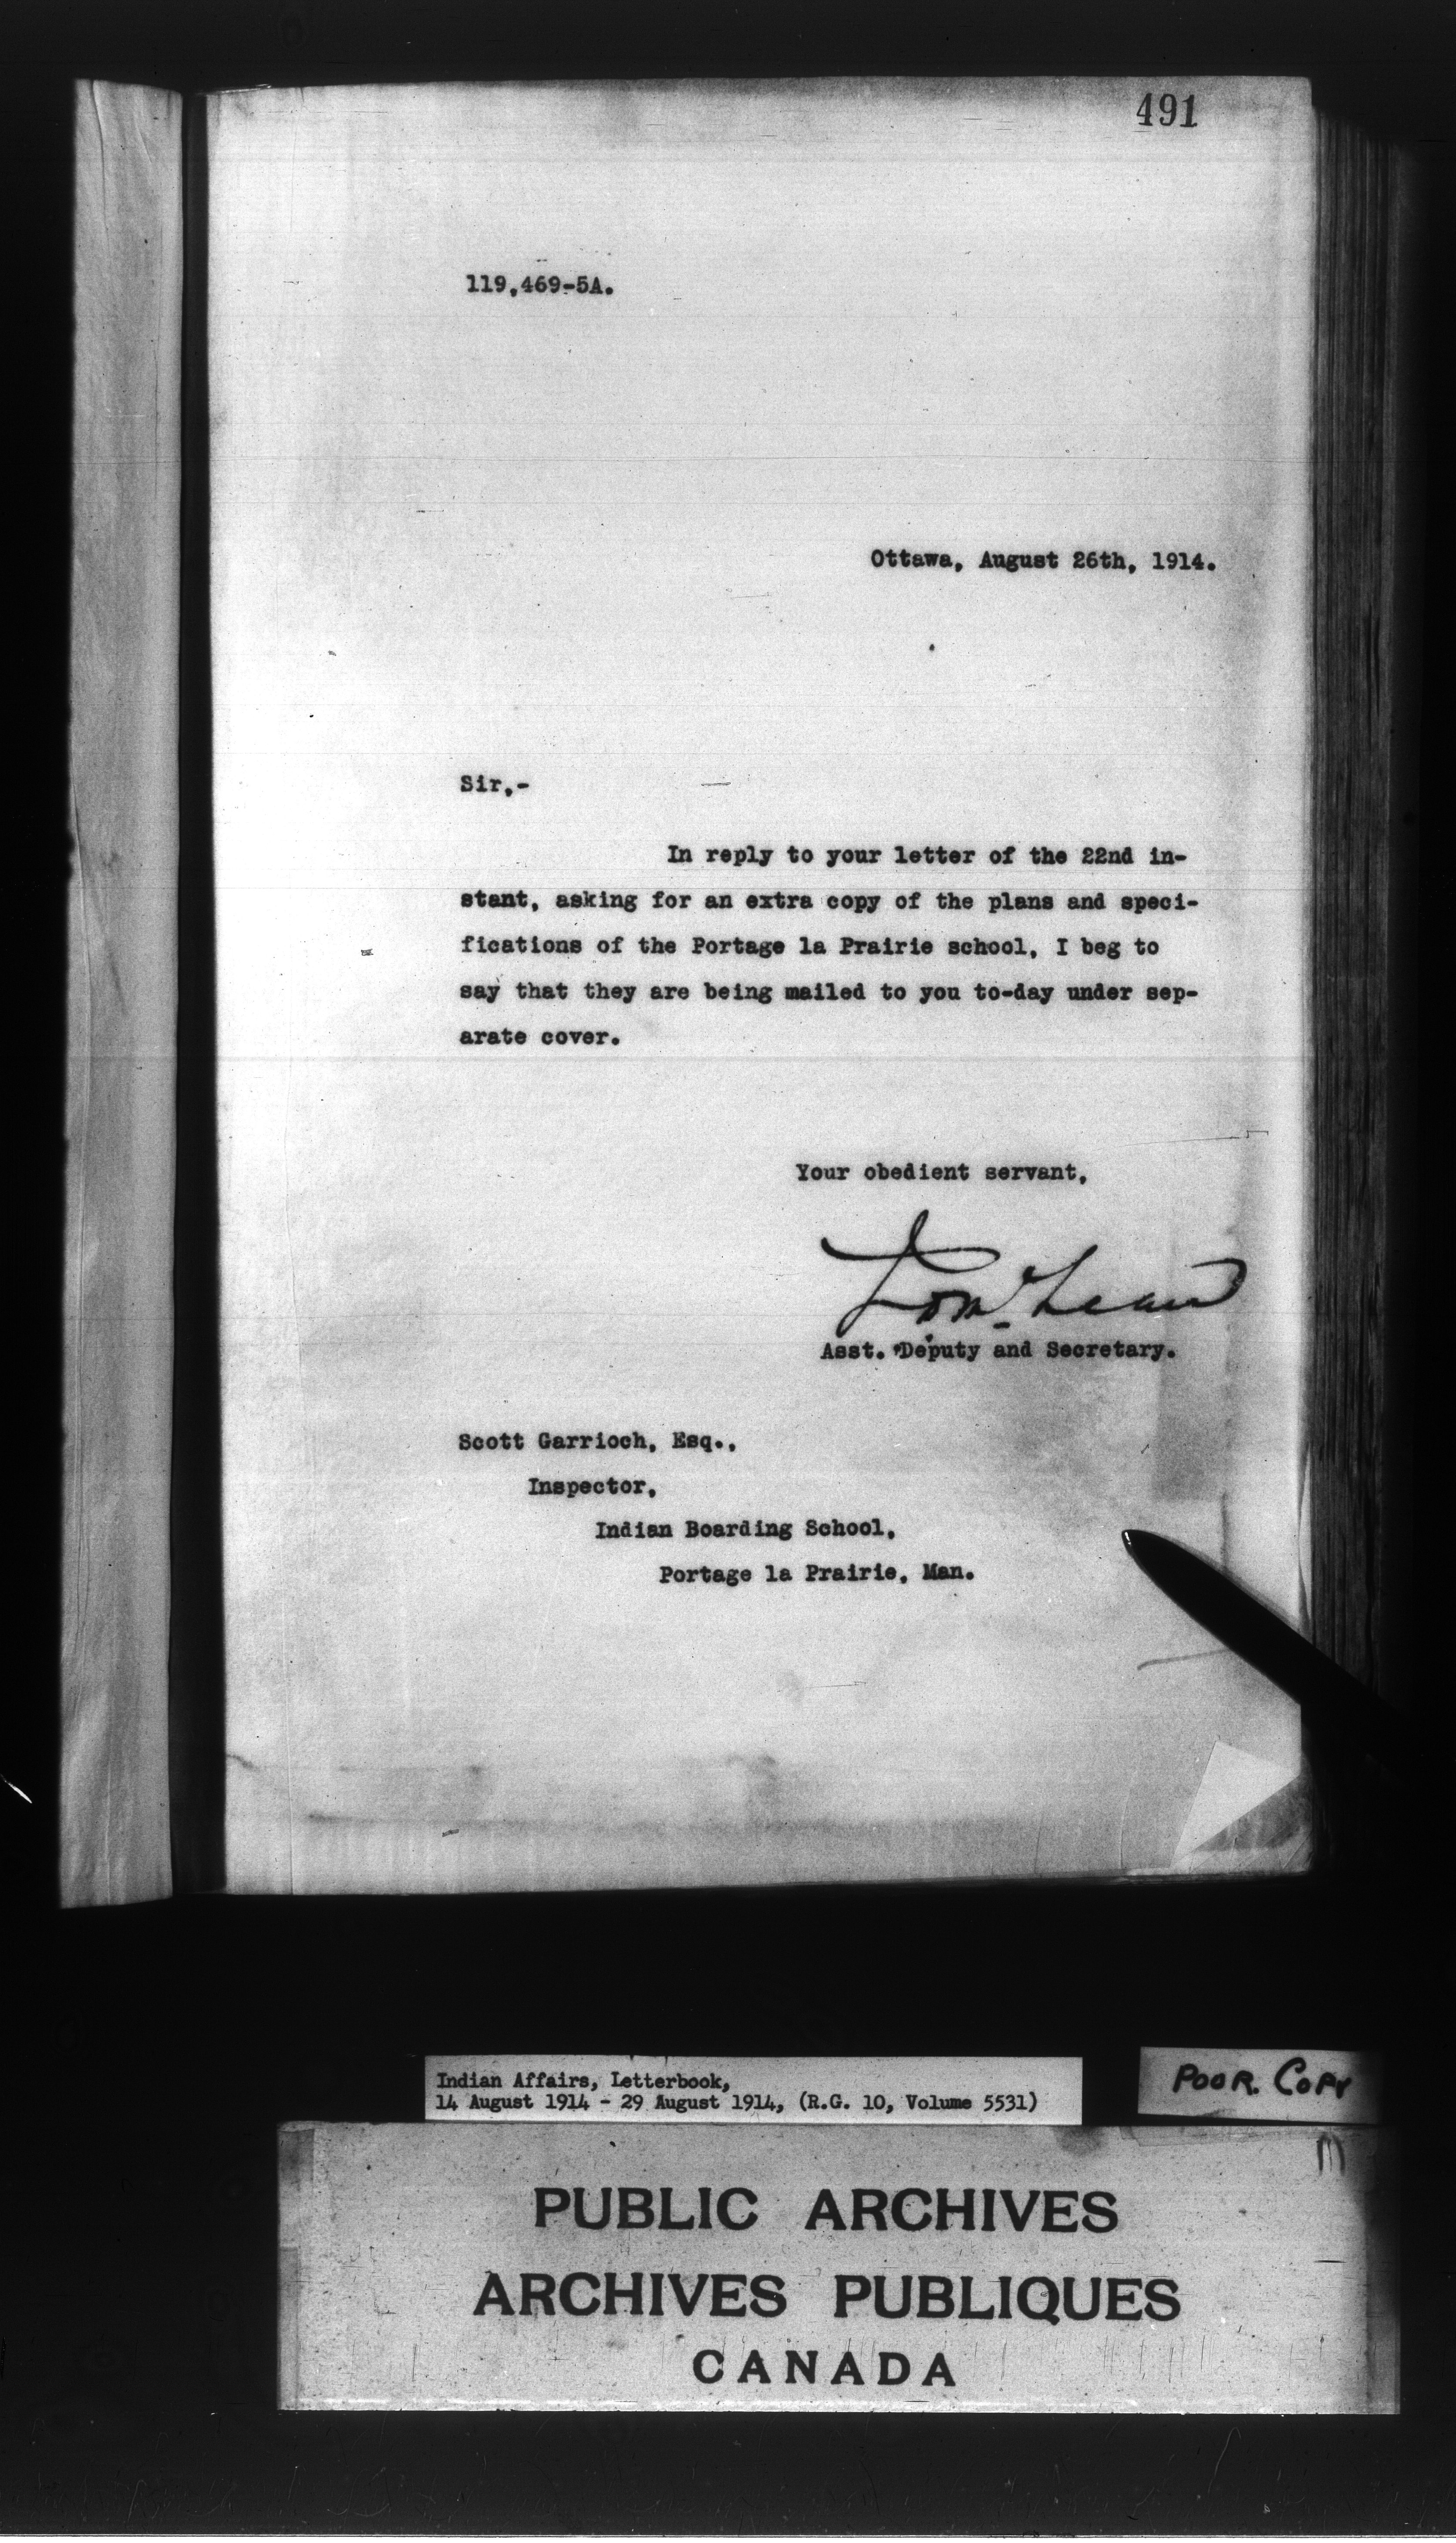 491
119,469-5A.
Ottawa, August 26th, 1914.
Sir,-
In reply to your letter of the 22nd in-
stant, asking for an extra copy of the plans and speci-
fications of the Portage la Prairie school, I beg to
say that they are being mailed to you to-day under sep-
arate cover.
Your obedient servant,
Asst. Deputy and Secretary.
Scott Garrioch, Esq.,
Inspector,
Indian Boarding School,
Portage la Prairie, Man.
Indian Affairs, Letterbook,
14 August 1914 - 29 August 1914, (R.G. 10, Volume 5531)
POOR. COPY
PUBLIC ARCHIVES
ARCHIVES PUBLIQUES
CANADA